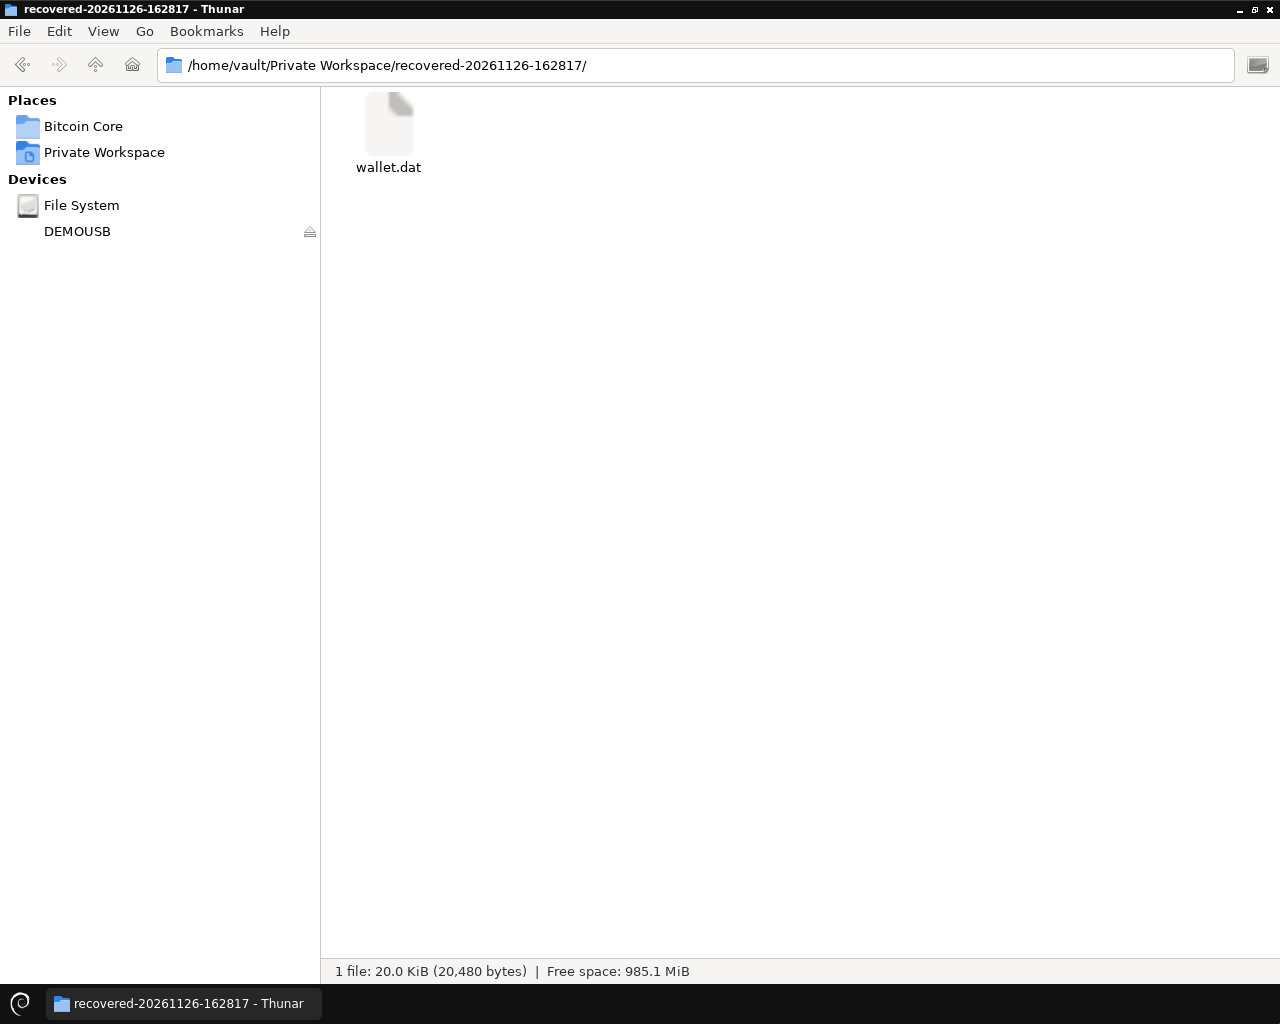 recovered-20261126-162817 - Thunar
File Edit View Go Bookmarks Help
/home/vault/Private Workspace/recovered-20261126-162817/
Places
Bitcoin Core
Private Workspace
Devices
File System
DEMOUSB
wallet.dat
1 file: 20.0 KiB (20,480 bytes) | Free space: 985.1 MiB
recovered-20261126-162817 - Thunar